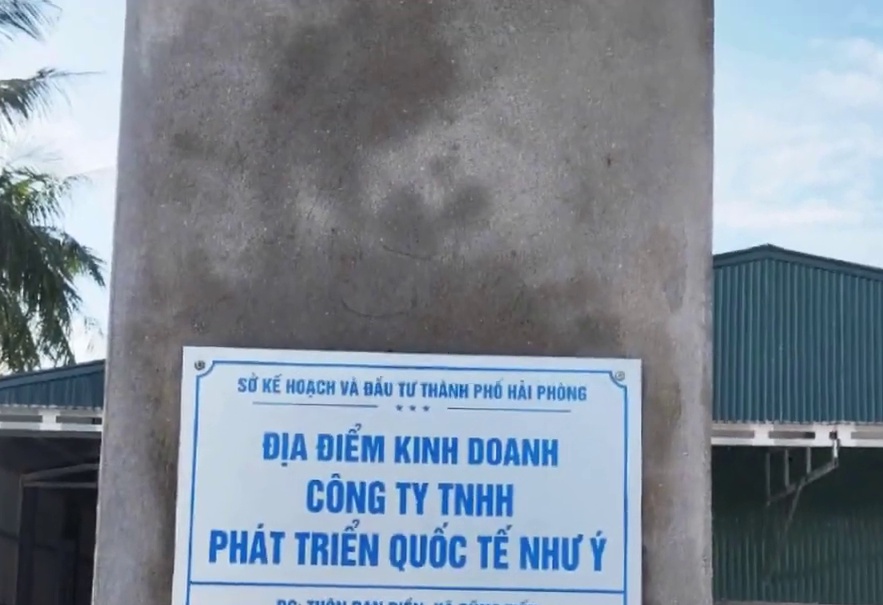 SỞ KẾ HOẠCH VÀ ĐẦU TƯ THÀNH PHỐ HẢI PHÒNG
ĐỊA ĐIỂM KINH DOANH
CÔNG TY TNHH
PHÁT TRIỂN QUỐC TẾ NHƯ Ý